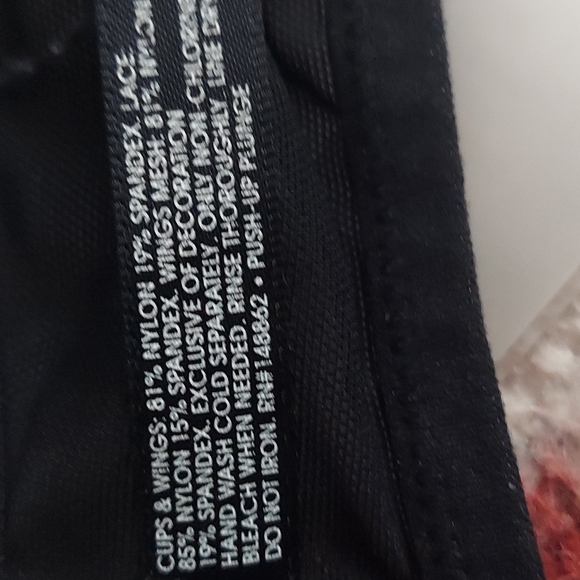 CUPS & WINGS: 81% NYLON 19% SPANDEX. LACE:
85% NYLON 15% SPANDEX. WINGS MESH: 81% NYLON
19% SPANDEX. EXCLUSIVE OF DECORATION
HAND WASH COLD SEPARATELY. ONLY NON-CHLORINE
BLEACH WHEN NEEDED. RINSE THOROUGHLY. LINE DRY.
DO NOT IRON RN#148862 • PUSH-UP PLUNGE